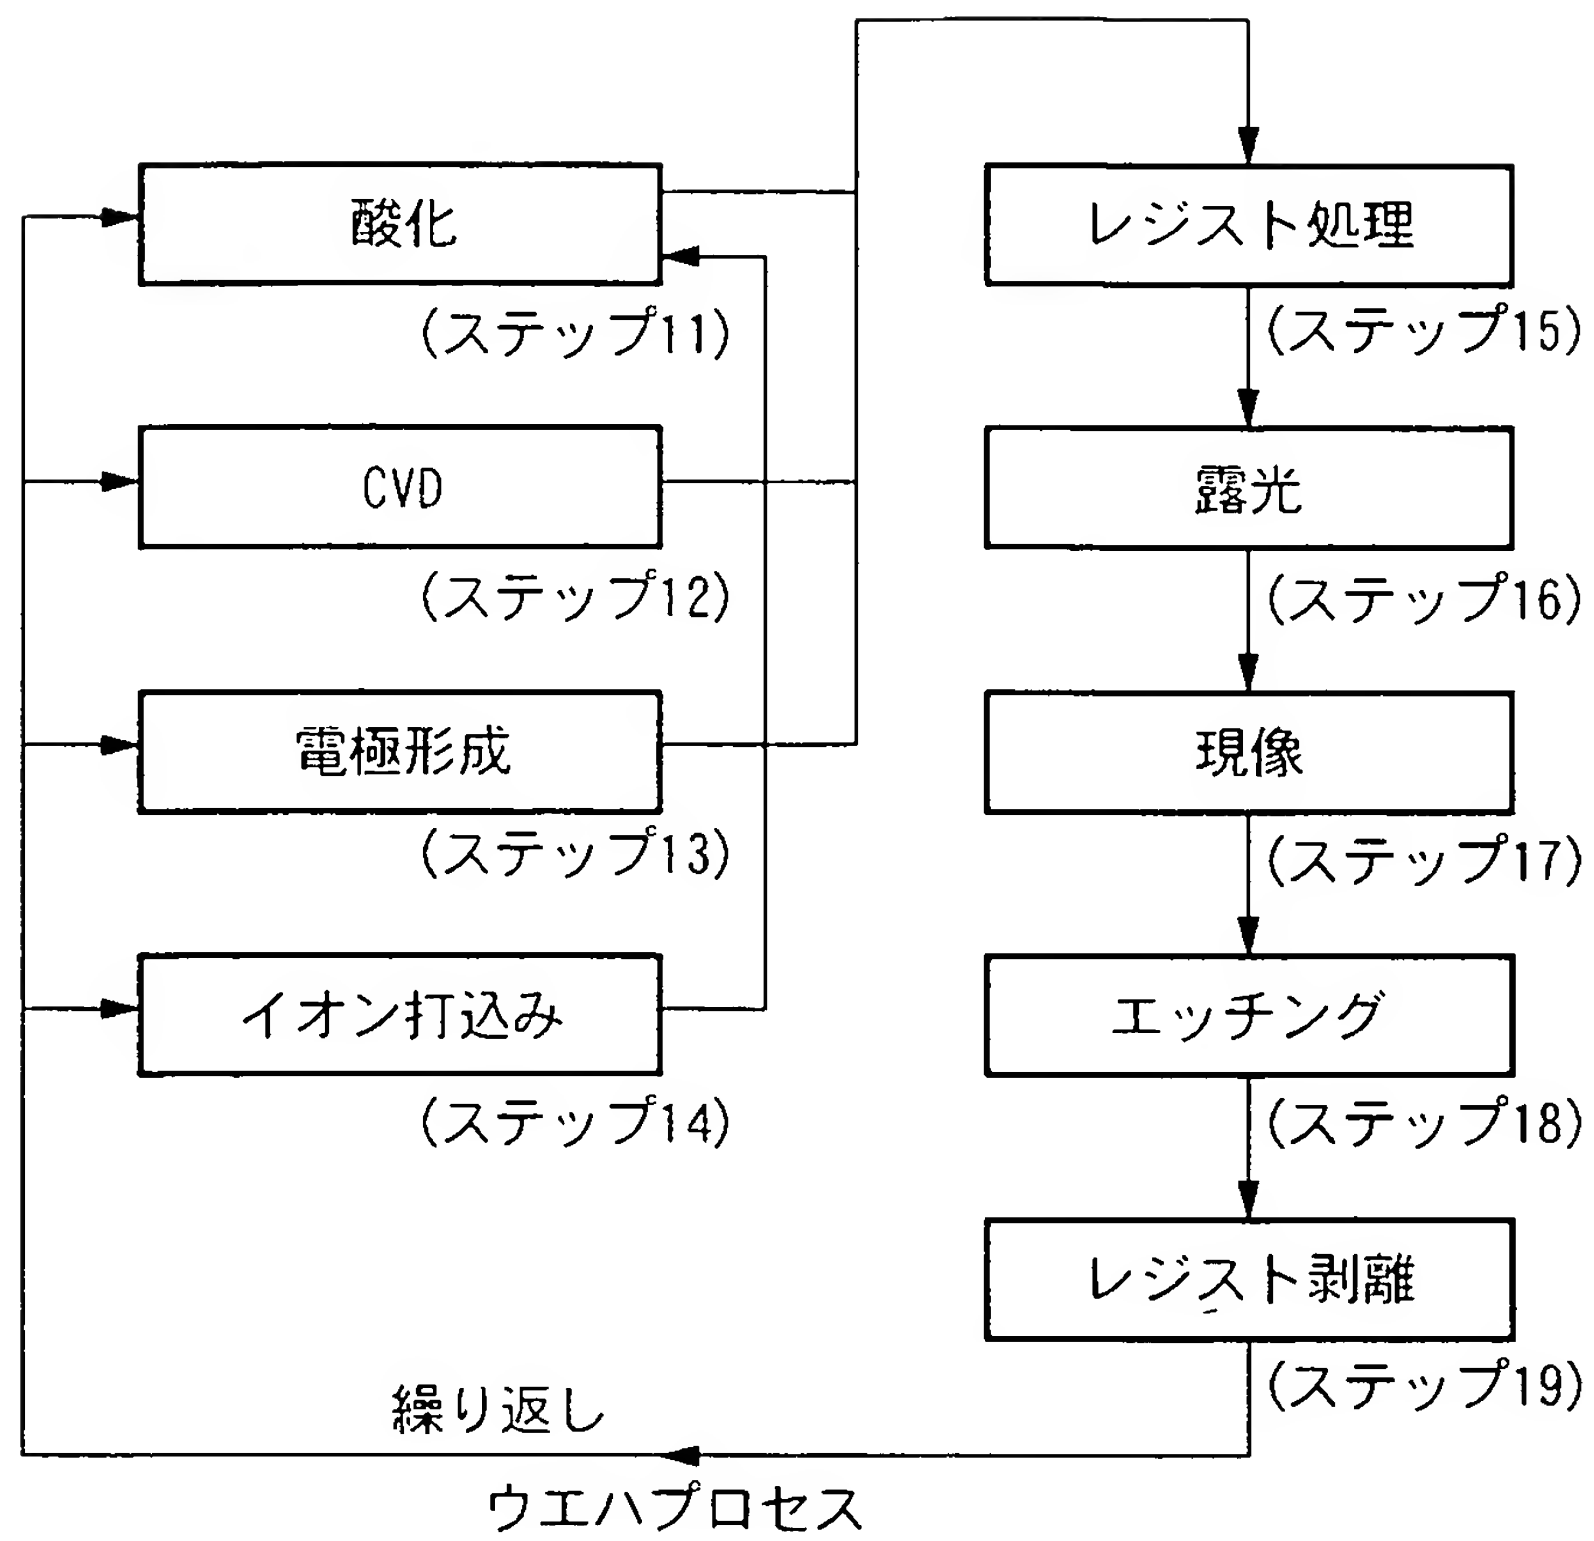 酸化
(ステップ11)
CVD
(ステップ12)
電極形成
(ステップ13)
イオン打込み
(ステップ14)
レジスト処理
(ステップ15)
露光
(ステップ16)
現像
(ステップ17)
エッチング
(ステップ18)
レジスト剥離
(ステップ19)
繰り返し
ウエハプロセス